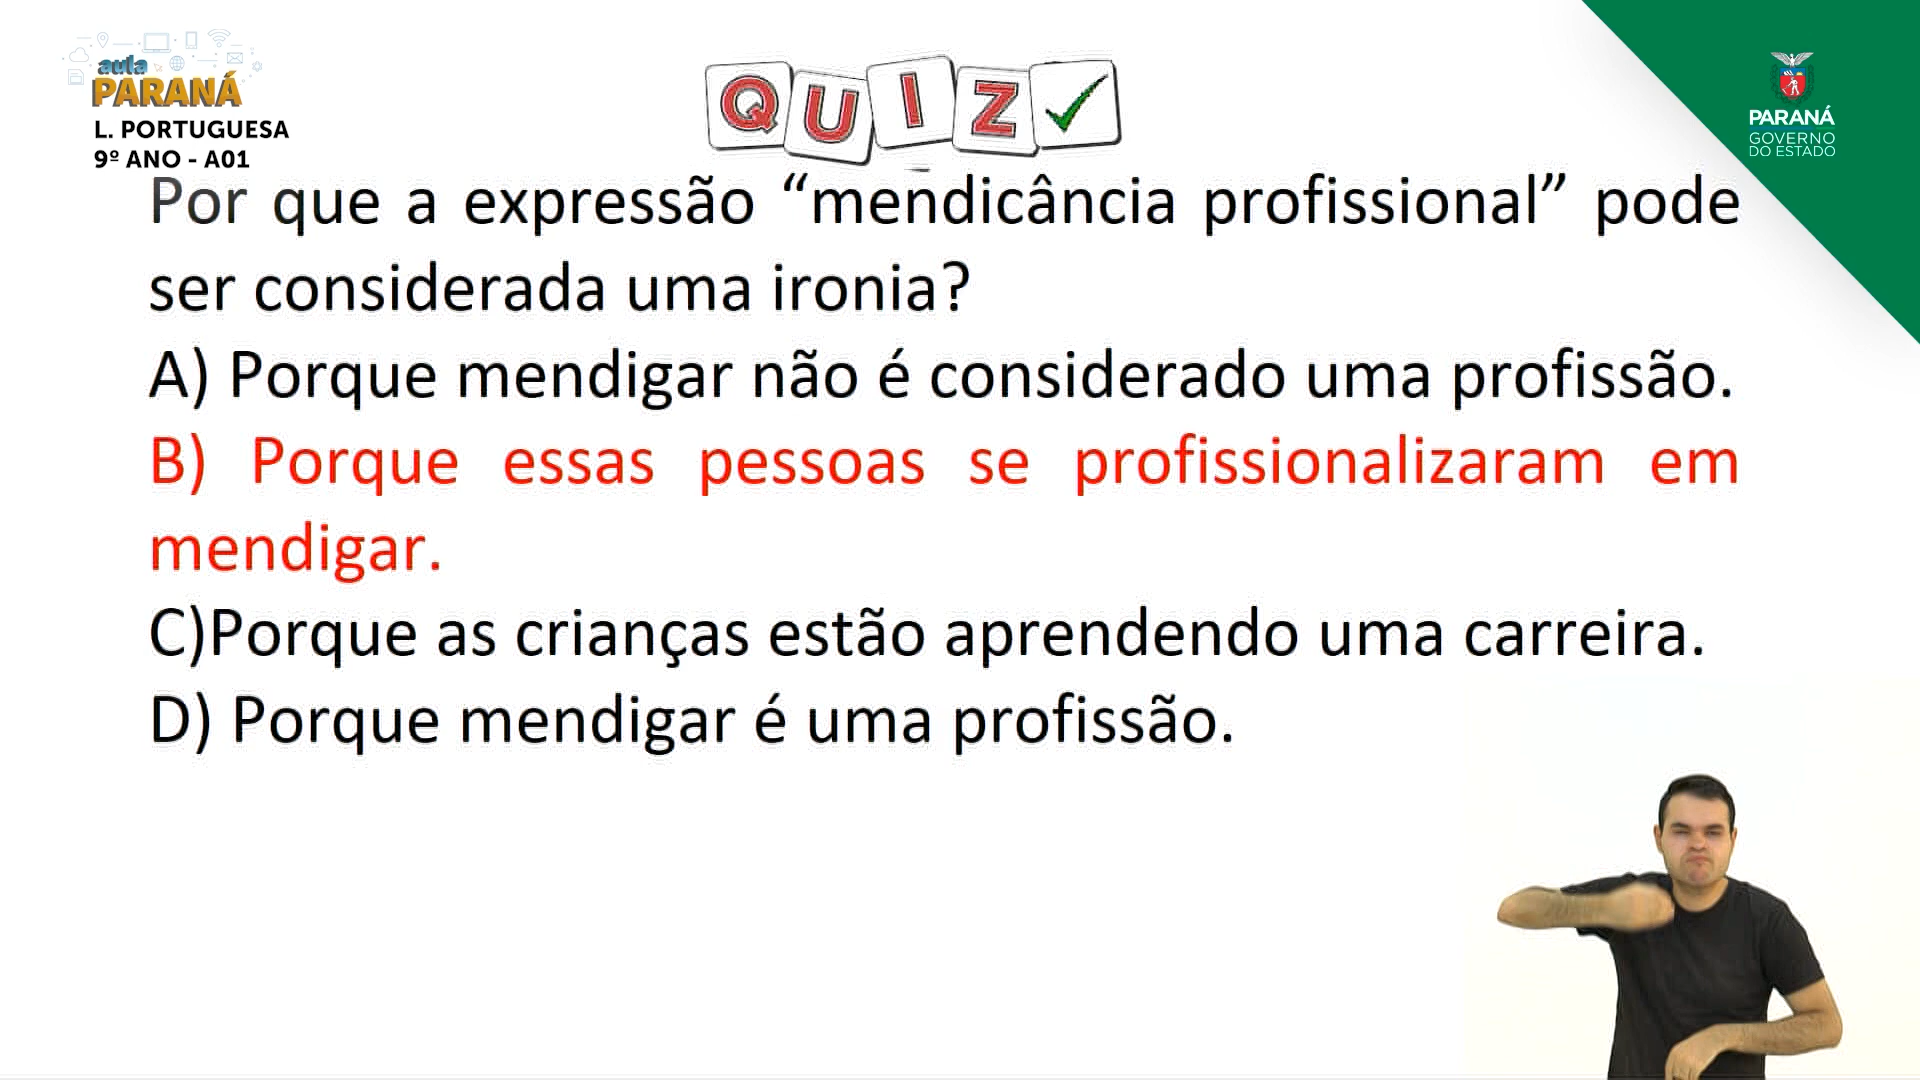 aula
PARANÁ
L. PORTUGUESA
9º ANO - A01
QUIZ
PARANÁ
GOVERNO
DO ESTADO
Por que a expressão “mendicância profissional” pode
ser considerada uma ironia?
A) Porque mendigar não é considerado uma profissão.
B) Porque essas pessoas se profissionalizaram em
mendigar.
C)Porque as crianças estão aprendendo uma carreira.
D) Porque mendigar é uma profissão.